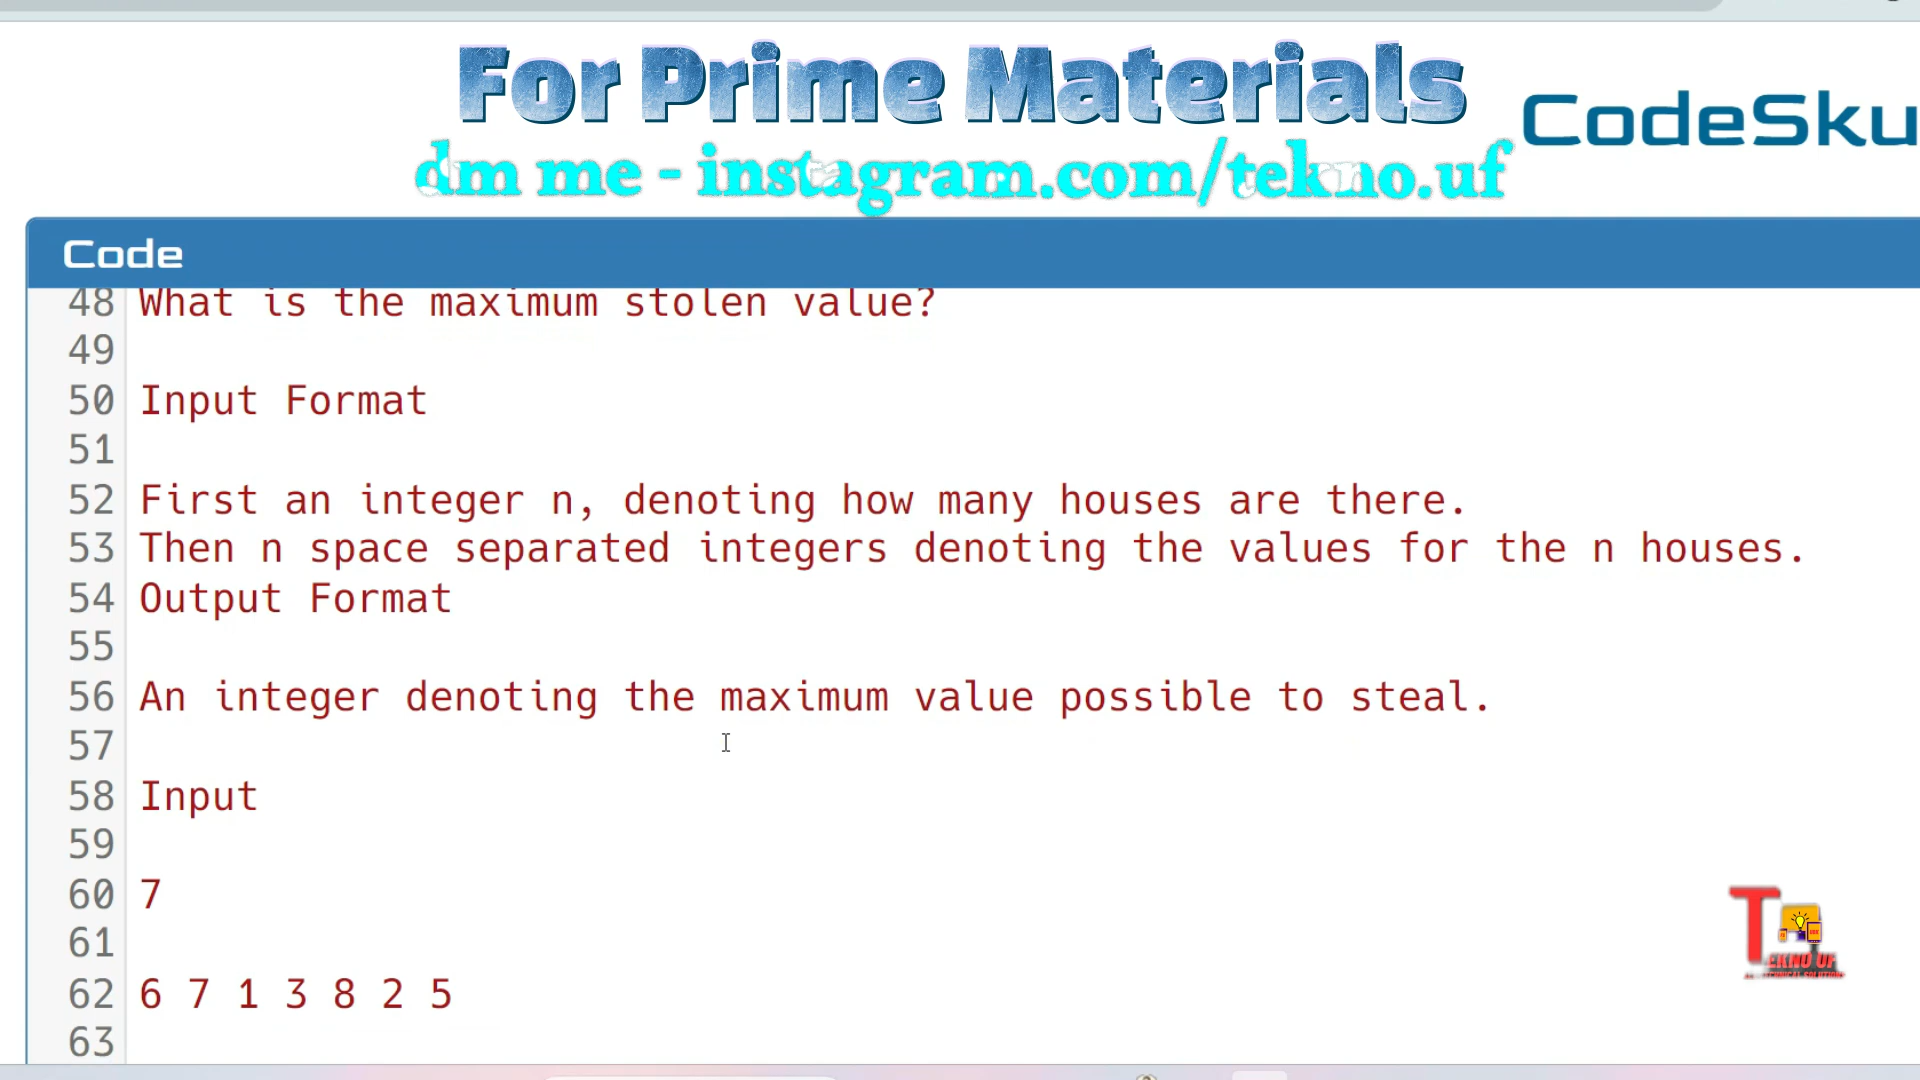 For Prime Materials
dm me - instagram.com/tekno.uf
CodeSku
Code
48 What is the maximum stolen value?
49
50 Input Format
51
52 First an integer n, denoting how many houses are there.
53 Then n space separated integers denoting the values for the n houses.
54 Output Format
55
56 An integer denoting the maximum value possible to steal.
57
58 Input
59
60 7
61
62 6 7 1 3 8 2 5
63
TEKNO UF